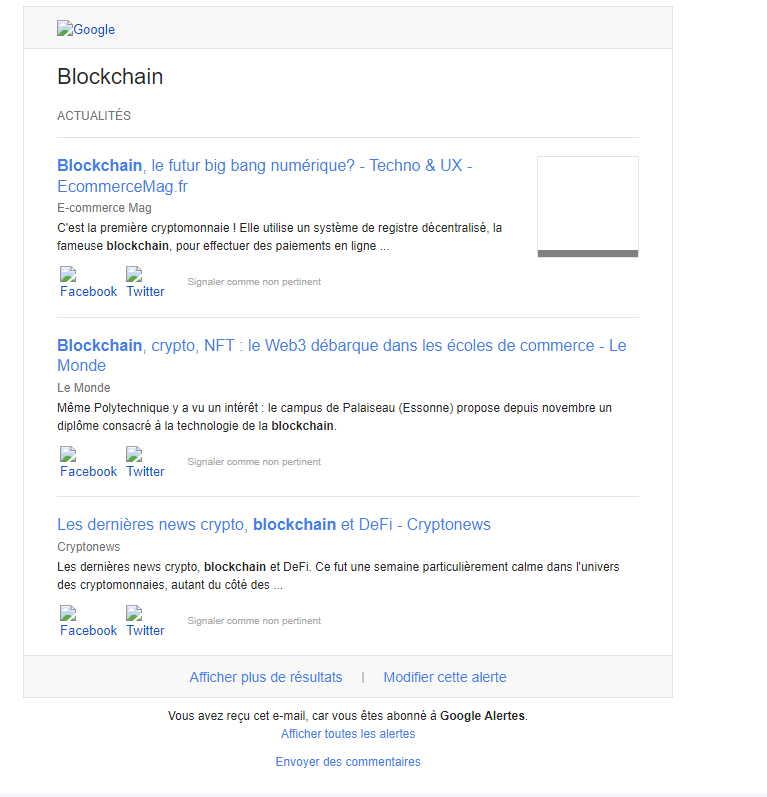 Google
Blockchain
ACTUALITÉS
Blockchain, le futur big bang numérique? - Techno & UX -
EcommerceMag.fr
E-commerce Mag
C'est la première cryptomonnaie ! Elle utilise un système de registre décentralisé, la
fameuse blockchain, pour effectuer des paiements en ligne ...
Facebook Twitter Signaler comme non pertinent
Blockchain, crypto, NFT : le Web3 débarque dans les écoles de commerce - Le
Monde
Le Monde
Même Polytechnique y a vu un intérêt : le campus de Palaiseau (Essonne) propose depuis novembre un
diplôme consacré à la technologie de la blockchain.
Facebook Twitter Signaler comme non pertinent
Les dernières news crypto, blockchain et DeFi - Cryptonews
Cryptonews
Les dernières news crypto, blockchain et DeFi. Ce fut une semaine particulièrement calme dans l'univers
des cryptomonnaies, autant du côté des ...
Facebook Twitter Signaler comme non pertinent
Afficher plus de résultats | Modifier cette alerte
Vous avez reçu cet e-mail, car vous êtes abonné à Google Alertes.
Afficher toutes les alertes
Envoyer des commentaires